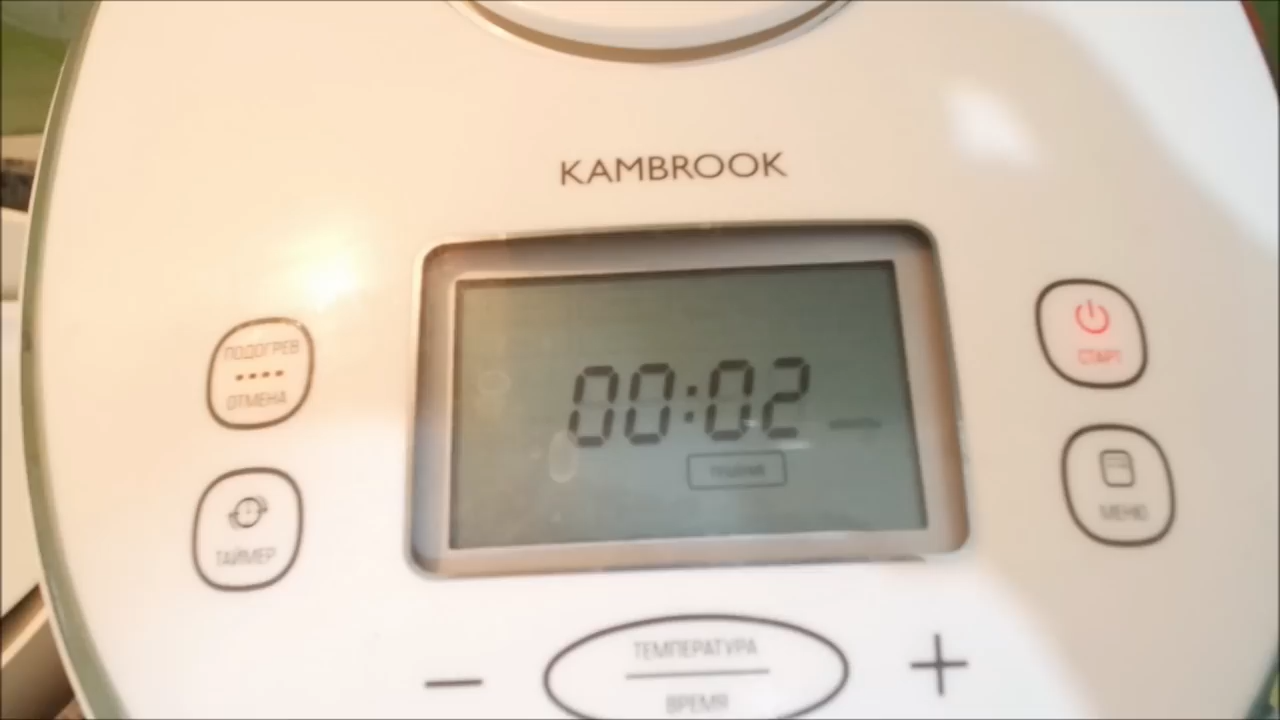 KAMBROOK
ПОДОГРЕВ
ОТМЕНА
00:02
СТАРТ
ТАЙМЕР
МЕНЮ
− +
ТЕМПЕРАТУРА
ВРЕМЯ